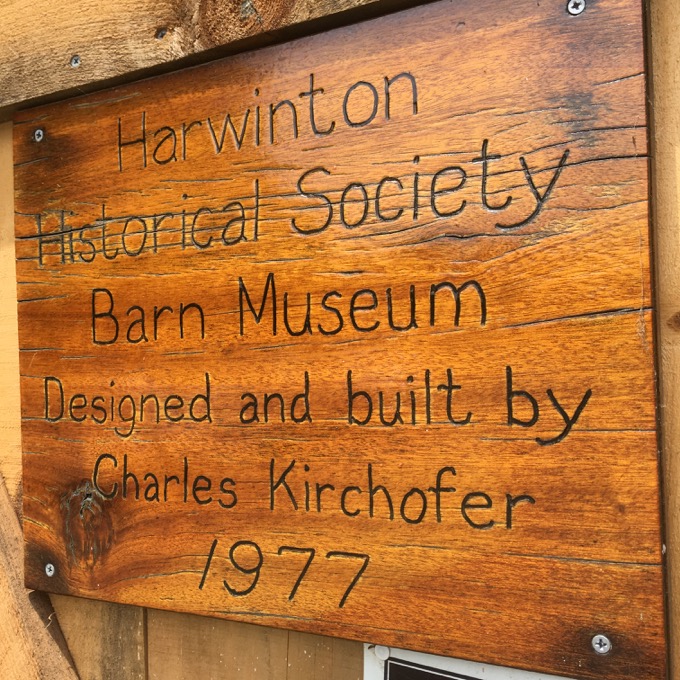 Harwinton
Historical Society
Barn Museum
Designed and built by
Charles Kirchofer
1977